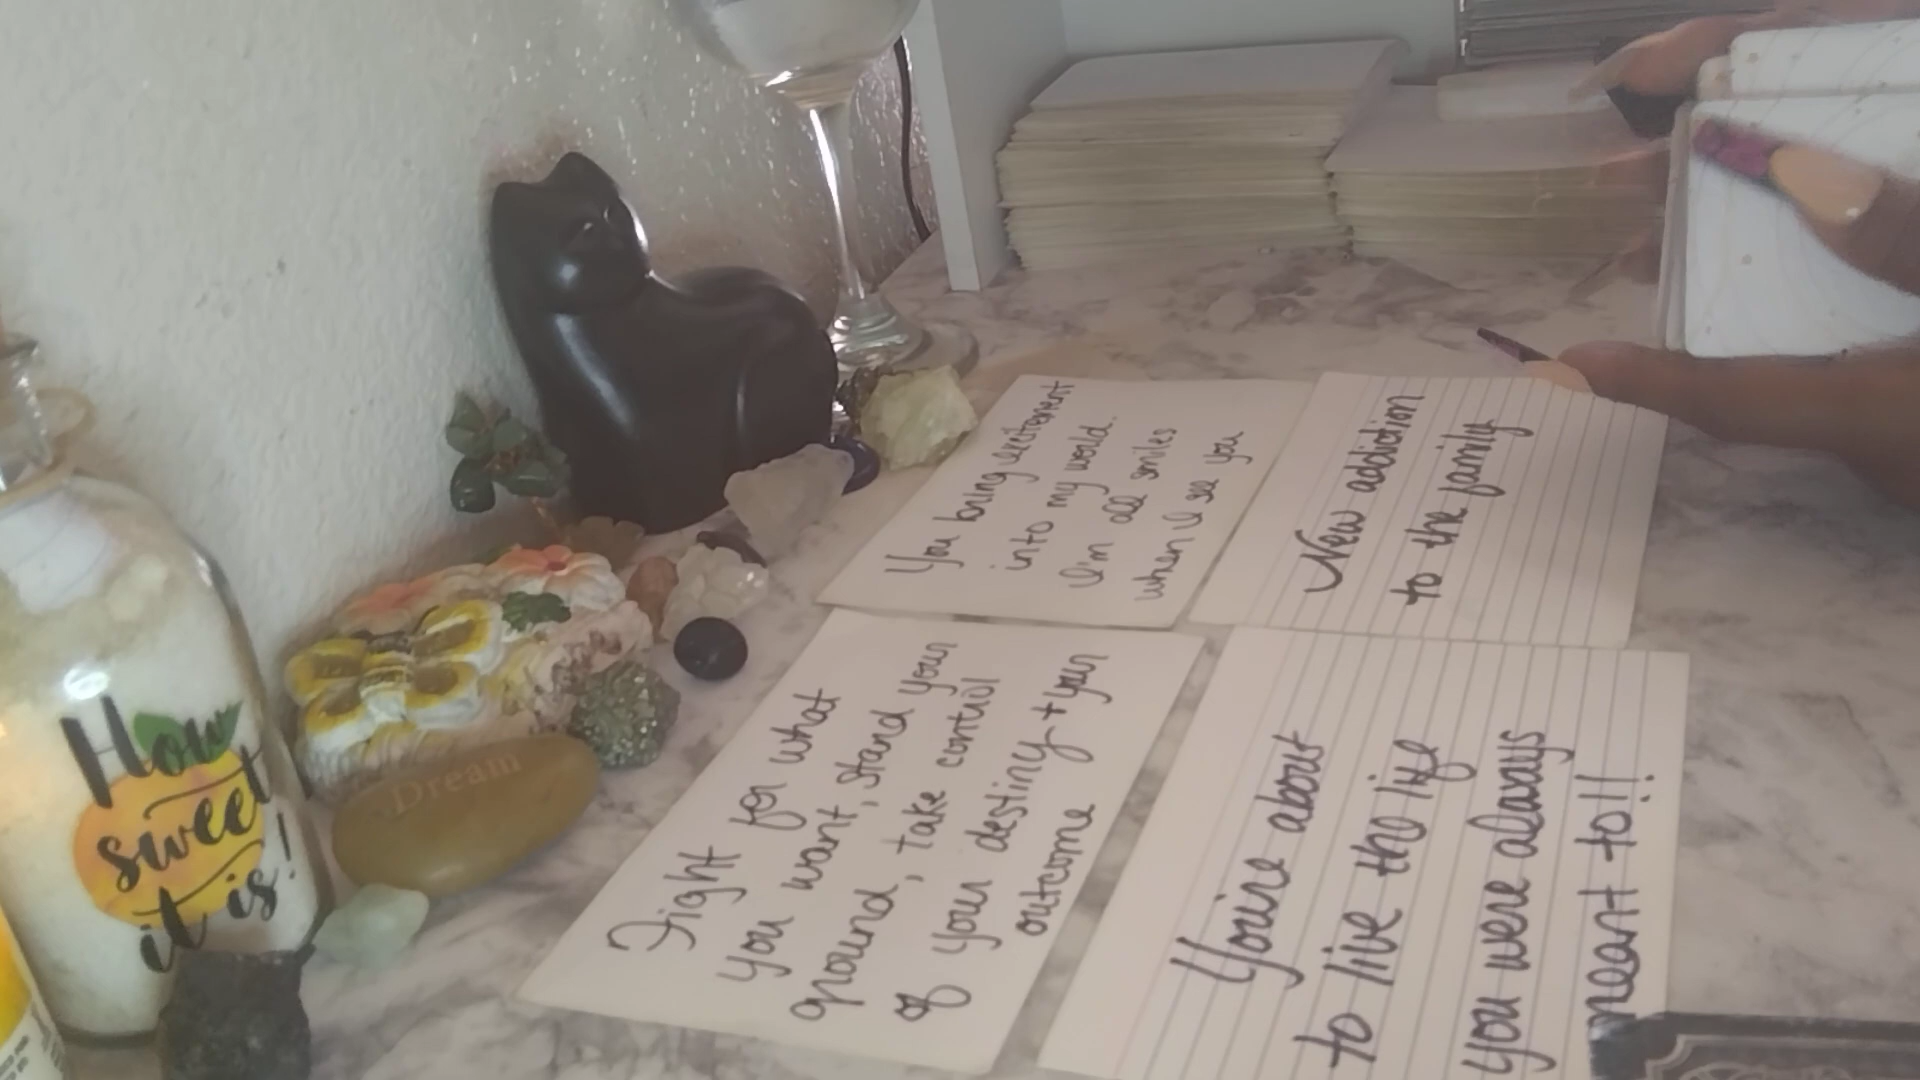 You bring excitement
into my world.
I'm all smiles
when I see you
New addiction
to the family
Fight for what
you want, stand your
ground, take control
of your destiny + your
outcome
You're about
to live the life
you were always
meant to!!
How
sweet
it is!
Dream